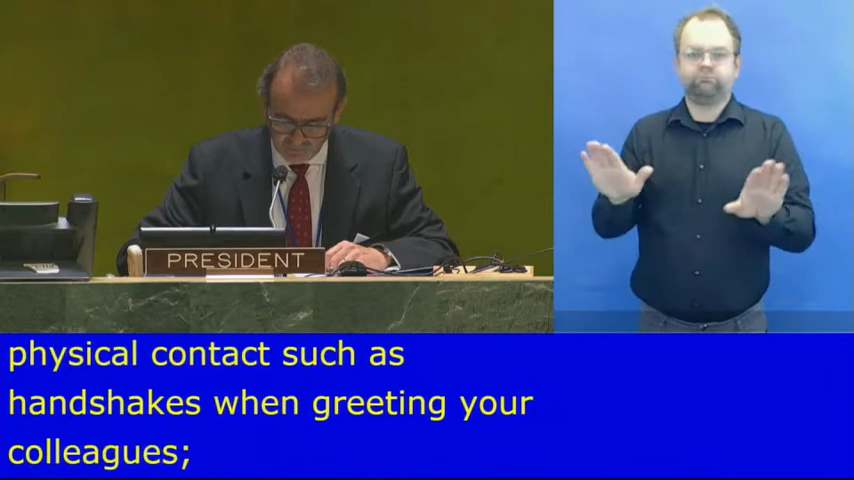 PRESIDENT
physical contact such as
handshakes when greeting your
colleagues;